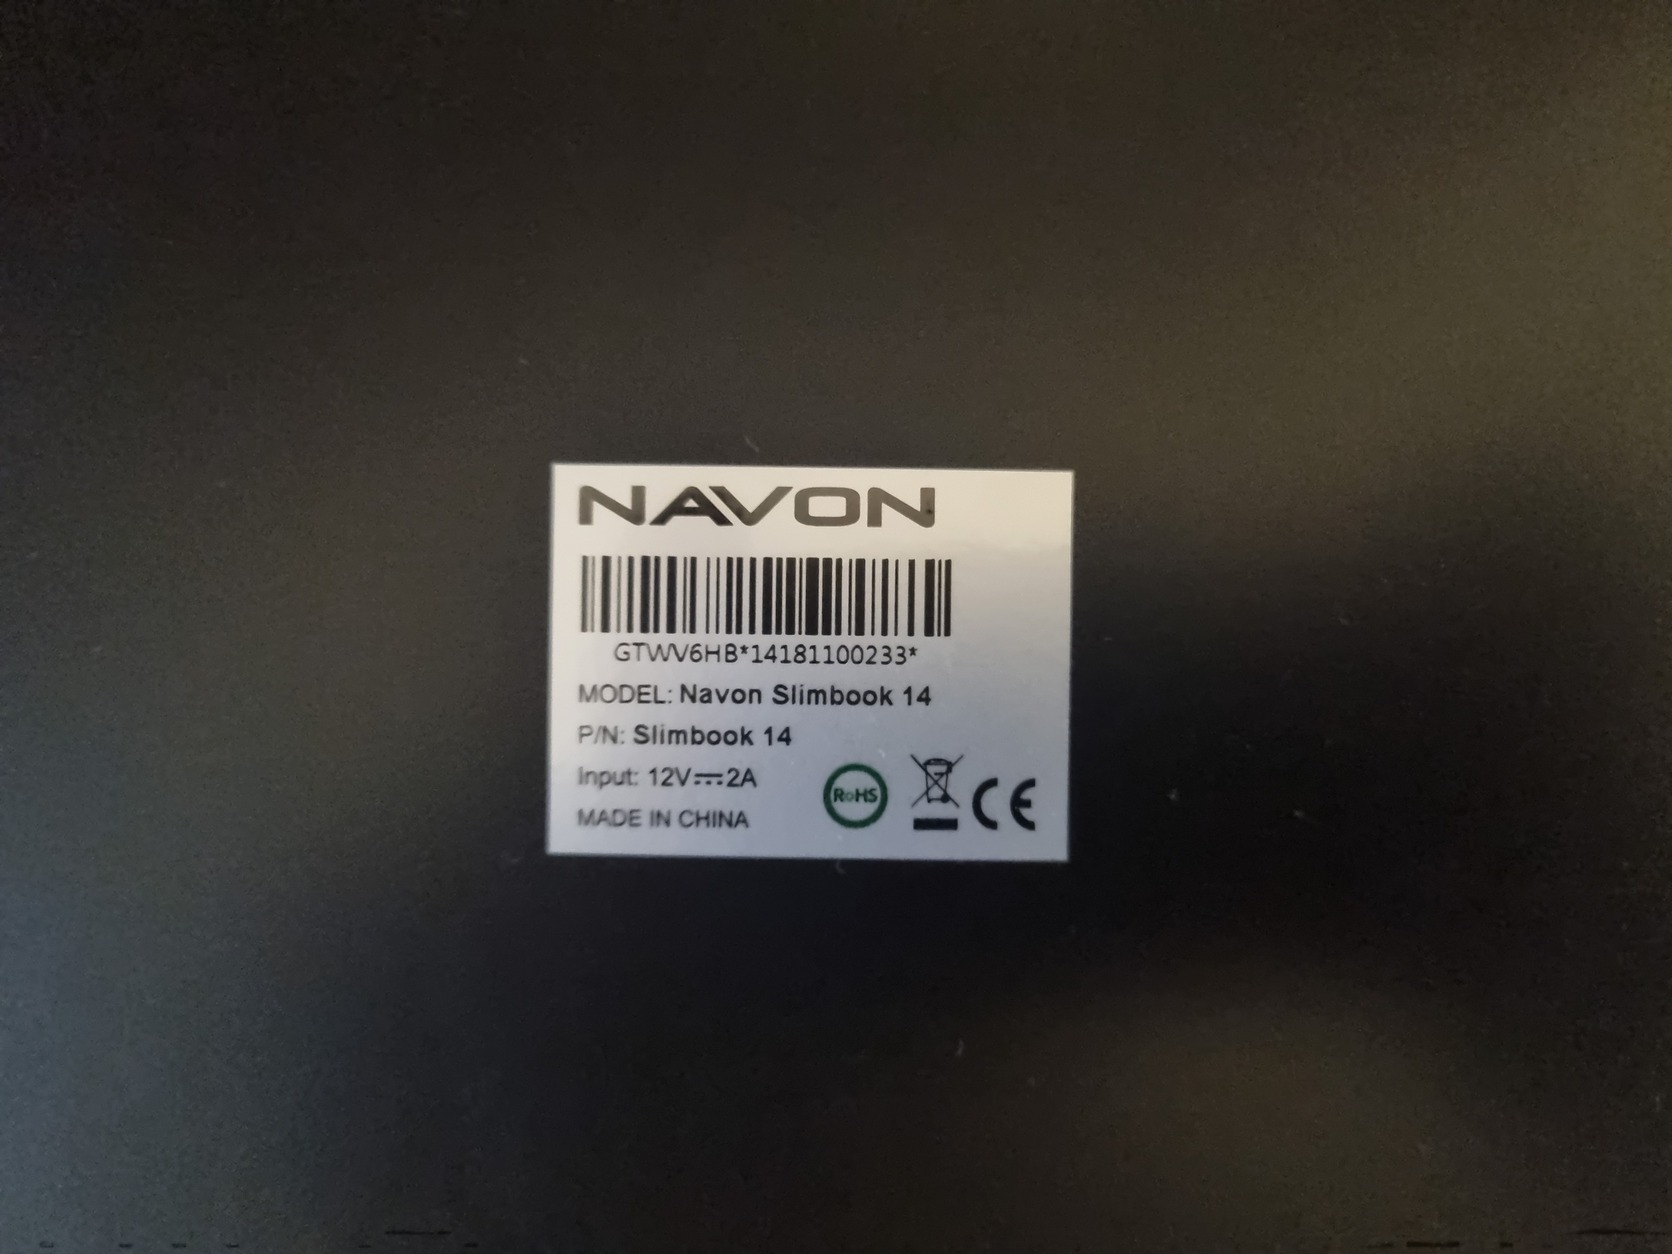 NAVON
GTWV6HB*14181100233*
MODEL: Navon Slimbook 14
P/N: Slimbook 14
Input: 12V⎓2A
MADE IN CHINA
RoHS
CE